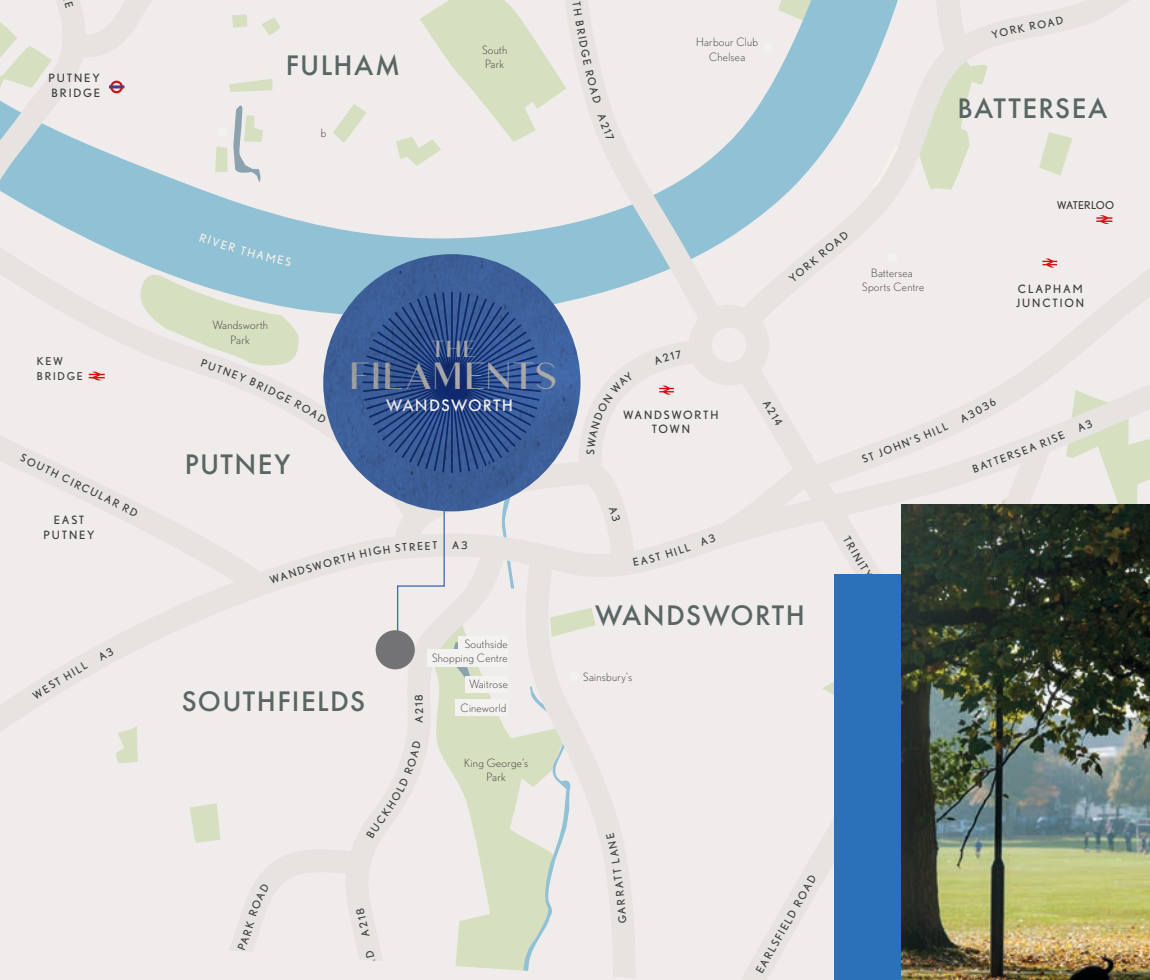 FULHAM
South
Park
TH BRIDGE ROAD A217
Harbour Club
Chelsea
YORK ROAD
PUTNEY
BRIDGE
BATTERSEA
b
WATERLOO
RIVER THAMES
YORK ROAD
Battersea
Sports Centre
CLAPHAM
JUNCTION
Wandsworth
Park
KEW
BRIDGE
PUTNEY BRIDGE ROAD
THE
FILAMENTS
WANDSWORTH
A217
SWANDON WAY
WANDSWORTH
TOWN
A214
ST JOHN'S HILL A3036
BATTERSEA RISE A3
PUTNEY
SOUTH CIRCULAR RD
EAST
PUTNEY
A3
WANDSWORTH HIGH STREET A3
EAST HILL A3
TRINITY
WANDSWORTH
Southside
Shopping Centre
WEST HILL A3
Waitrose
Sainsbury's
SOUTHFIELDS
Cineworld
A218
BUCKHOLD ROAD
King George's
Park
GARRATT LANE
PARK ROAD
A218
EARLSFIELD ROAD